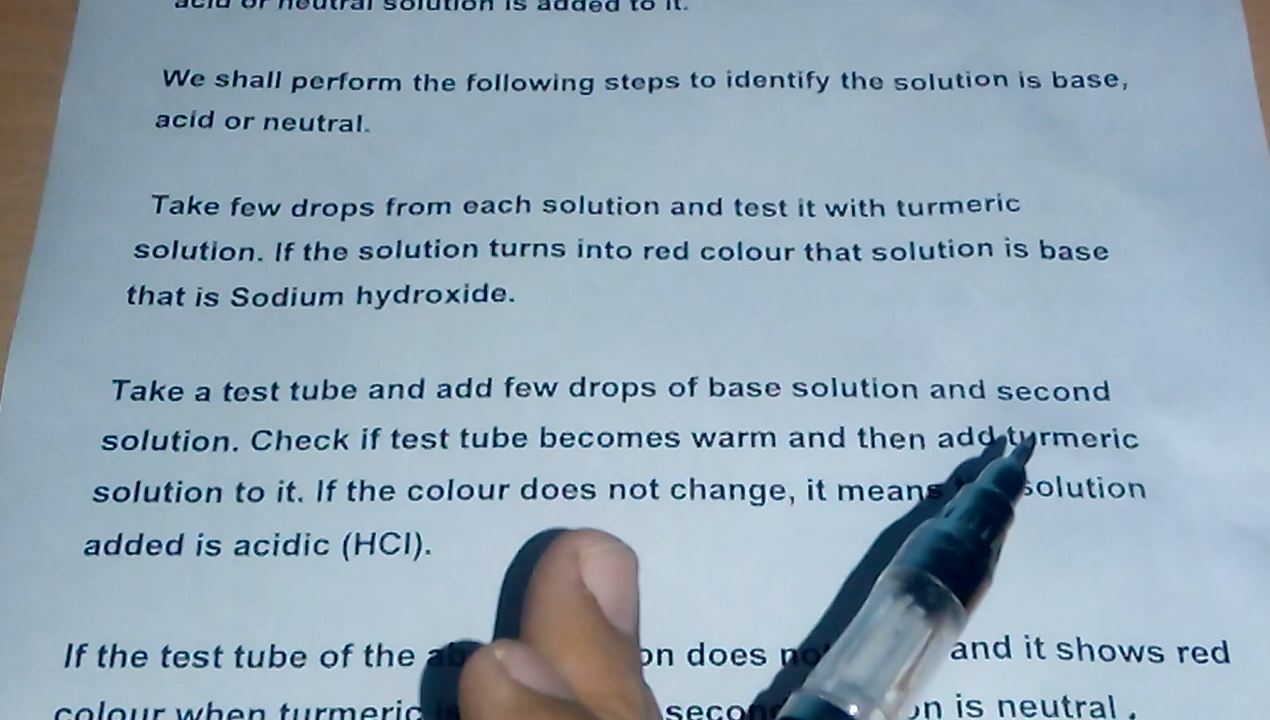 acid or neutral solution is added to it.
We shall perform the following steps to identify the solution is base,
acid or neutral.
Take few drops from each solution and test it with turmeric
solution. If the solution turns into red colour that solution is base
that is Sodium hydroxide.
Take a test tube and add few drops of base solution and second
solution. Check if test tube becomes warm and then add turmeric
solution to it. If the colour does not change, it means solution
added is acidic (HCl).
If the test tube of the does and it shows red
colour when turmeric is neutral .